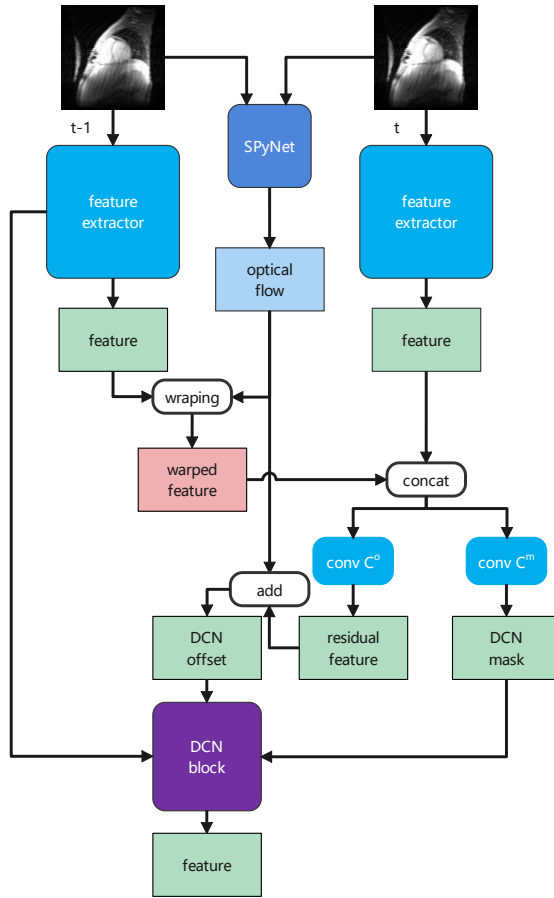 t-1
t
SPyNet
feature
extractor
feature
extractor
optical
flow
feature
feature
wraping
warped
feature
concat
conv C^o
conv C^m
add
DCN
offset
residual
feature
DCN
mask
DCN
block
feature